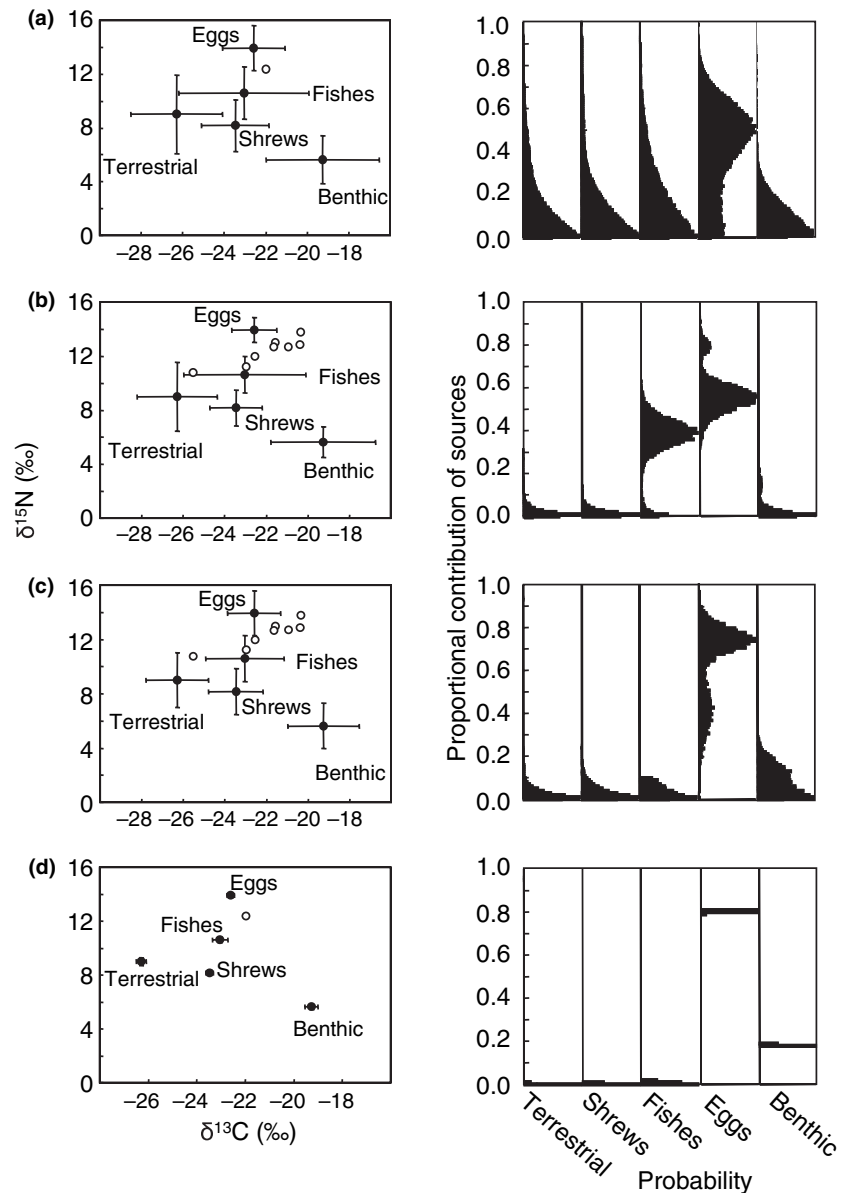 (a)
16
12
8
4
0
Eggs
Fishes
Shrews
Terrestrial
Benthic
–28 –26 –24 –22 –20 –18
1.0
0.8
0.6
0.4
0.2
0.0
(b)
16
12
8
4
0
Eggs
Fishes
Shrews
Terrestrial
Benthic
–28 –26 –24 –22 –20 –18
1.0
0.8
0.6
0.4
0.2
0.0
(c)
16
12
8
4
0
Eggs
Fishes
Shrews
Terrestrial
Benthic
–28 –26 –24 –22 –20 –18
1.0
0.8
0.6
0.4
0.2
0.0
(d)
16
12
8
4
0
Eggs
Fishes
Terrestrial
Shrews
Benthic
–26 –24 –22 –20 –18
1.0
0.8
0.6
0.4
0.2
0.0
δ¹⁵N (‰)
δ¹³C (‰)
Proportional contribution of sources
Terrestrial
Shrews
Fishes
Eggs
Benthic
Probability